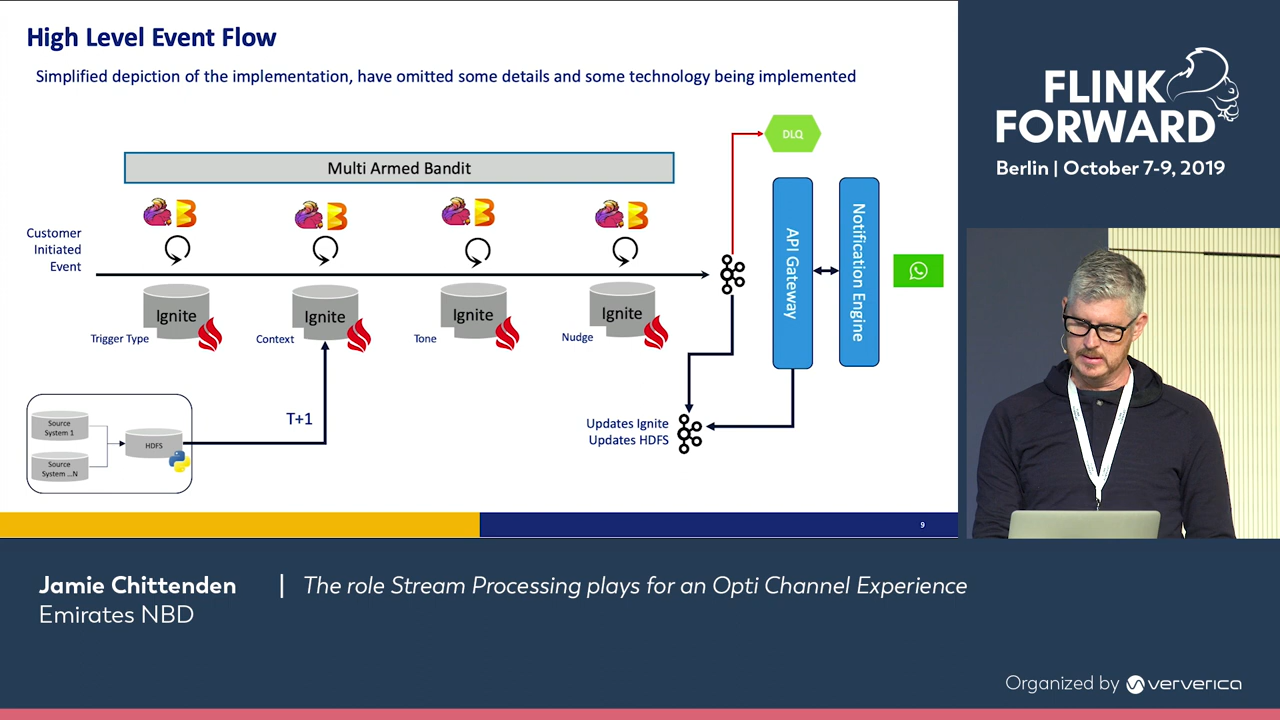 High Level Event Flow
Simplified depiction of the implementation, have omitted some details and some technology being implemented
DLQ
Multi Armed Bandit
Customer
Initiated
Event
Ignite
Ignite
Ignite
Ignite
Trigger Type
Context
Tone
Nudge
API Gateway
Notification Engine
Source
System 1
Source
System ...N
HDFS
T+1
Updates Ignite
Updates HDFS
9
FLINK
FORWARD
Berlin | October 7-9, 2019
Jamie Chittenden | The role Stream Processing plays for an Opti Channel Experience
Emirates NBD
Organized by ververica